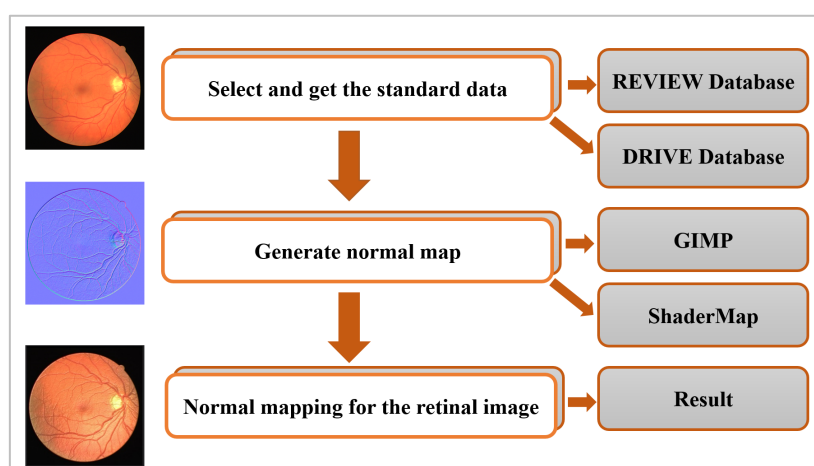 Select and get the standard data
REVIEW Database
DRIVE Database
Generate normal map
GIMP
ShaderMap
Normal mapping for the retinal image
Result